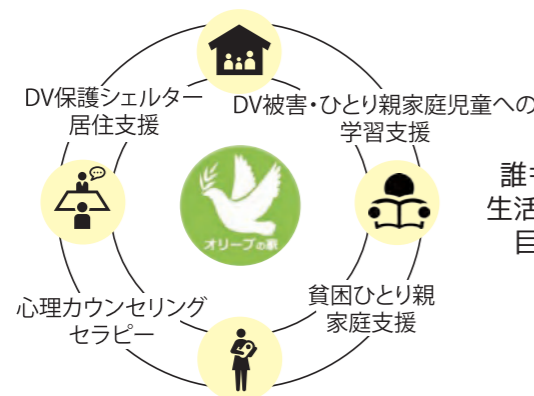 DV保護シェルター
居住支援
DV被害・ひとり親家庭児童への
学習支援
オリーブの家
誰
生活
目
心理カウンセリング
セラピー
貧困ひとり親
家庭支援